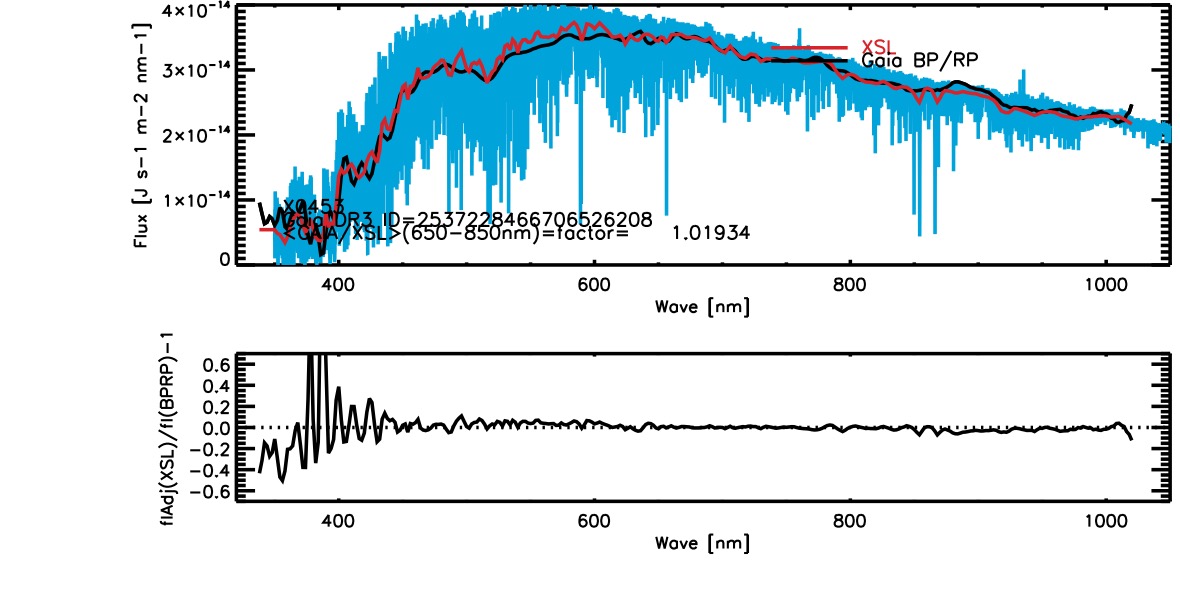 4×10−14
3×10−14
2×10−14
1×10−14
0
Flux [J s−1 m−2 nm−1]
XSL
Gaia BP/RP
X0453
Gaia DR3 ID=2537228466706526208
<GAIA/XSL>(650−850nm)=factor= 1.01934
400 600 800 1000
Wave [nm]
0.6
0.4
0.2
0.0
−0.2
−0.4
−0.6
flAdj(XSL)/fl(BPRP)−1
400 600 800 1000
Wave [nm]